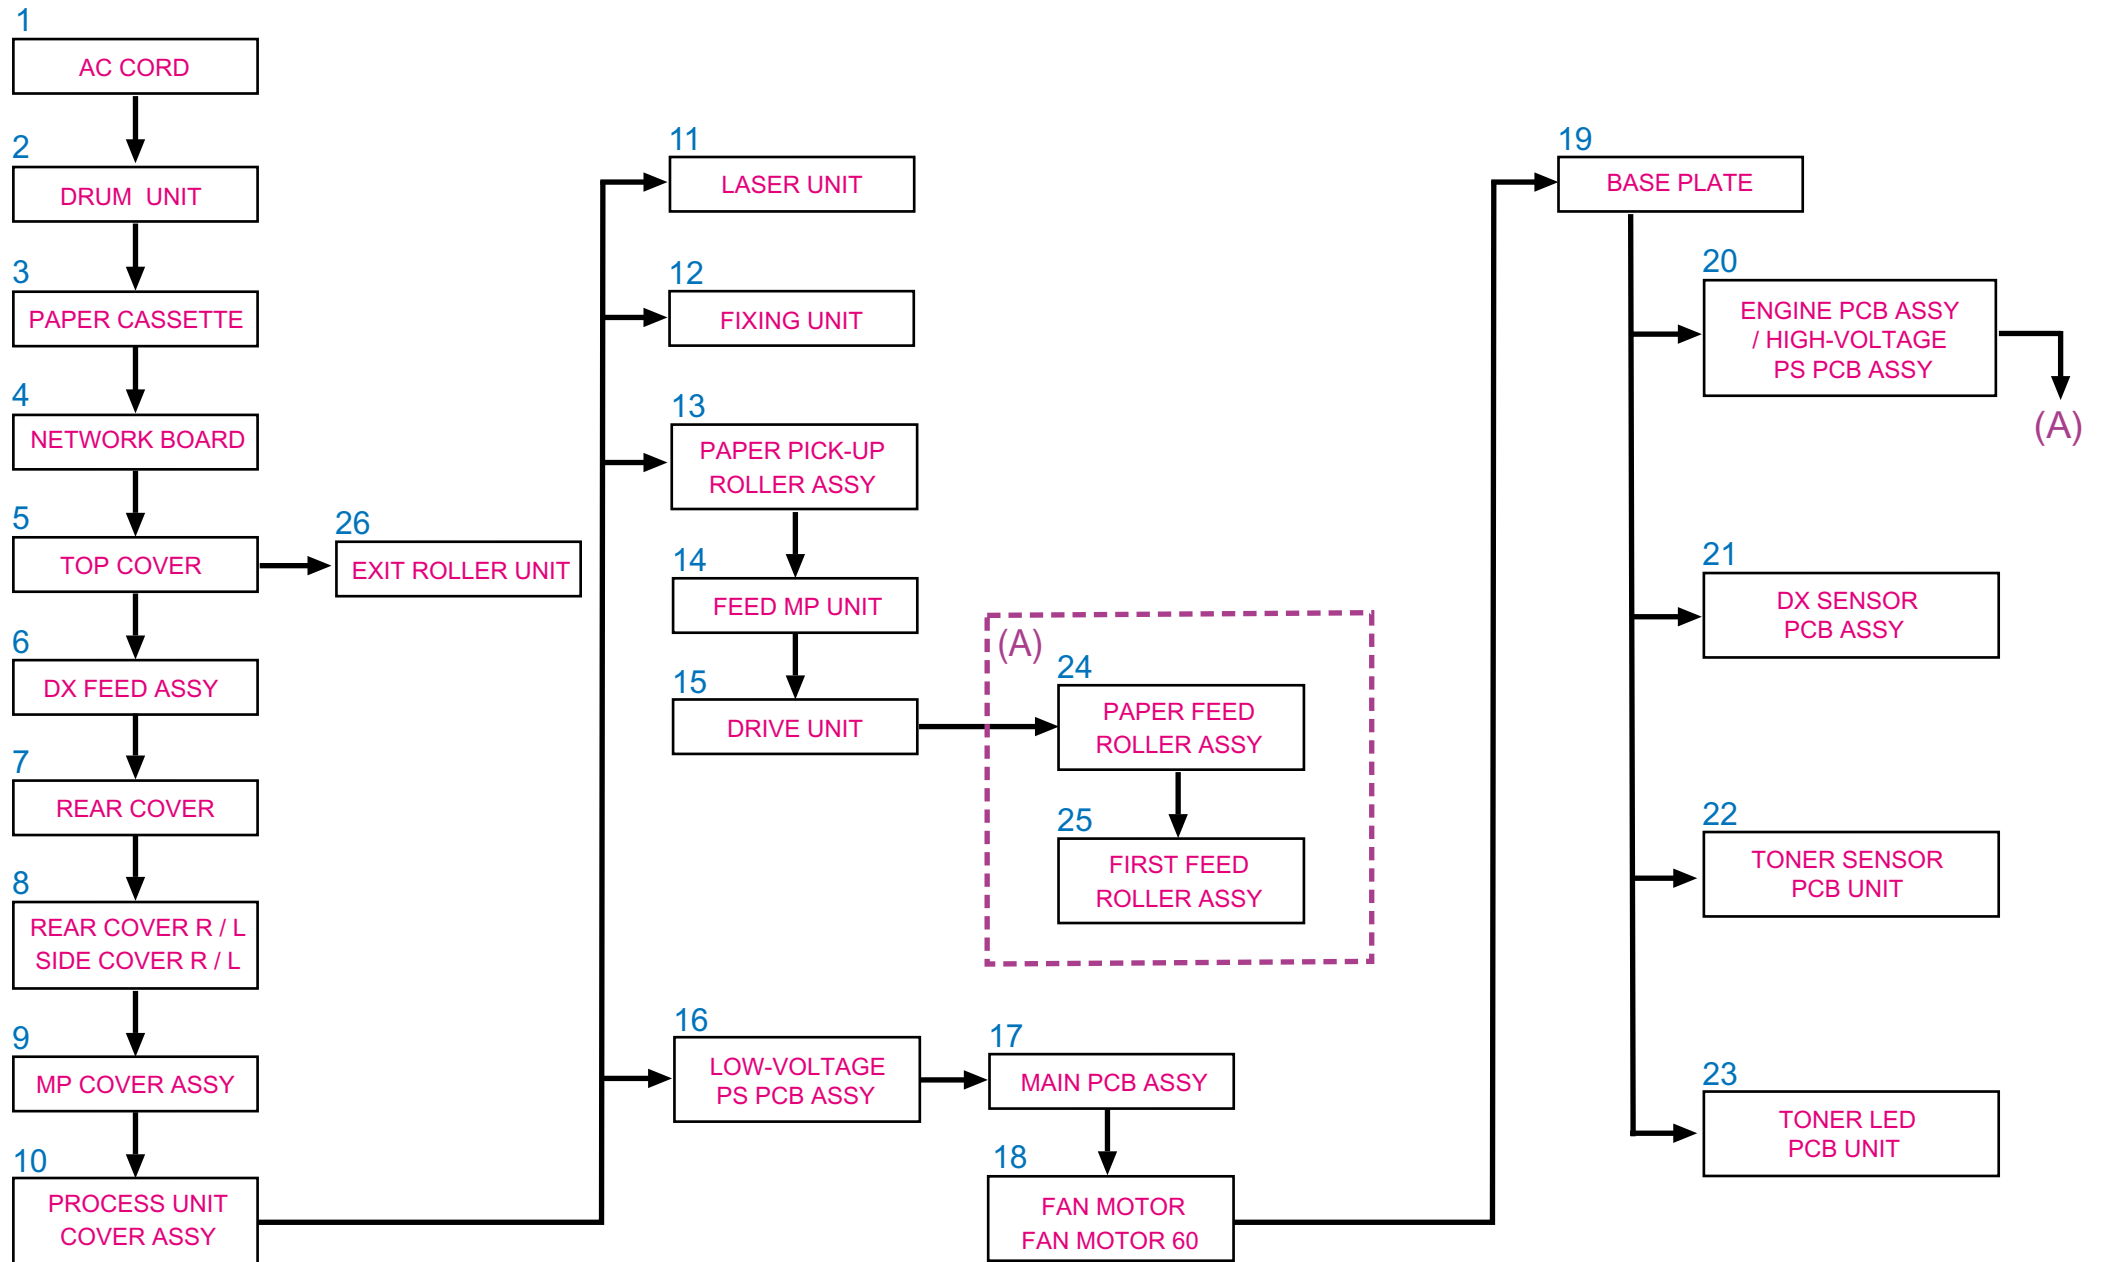 1
AC CORD
2
DRUM UNIT
3
PAPER CASSETTE
4
NETWORK BOARD
5
TOP COVER
26
EXIT ROLLER UNIT
6
DX FEED ASSY
7
REAR COVER
8
REAR COVER R / L
SIDE COVER R / L
9
MP COVER ASSY
10
PROCESS UNIT
COVER ASSY
11
LASER UNIT
12
FIXING UNIT
13
PAPER PICK-UP
ROLLER ASSY
14
FEED MP UNIT
15
DRIVE UNIT
(A)
24
PAPER FEED
ROLLER ASSY
25
FIRST FEED
ROLLER ASSY
16
LOW-VOLTAGE
PS PCB ASSY
17
MAIN PCB ASSY
18
FAN MOTOR
FAN MOTOR 60
19
BASE PLATE
20
ENGINE PCB ASSY
/ HIGH-VOLTAGE
PS PCB ASSY
(A)
21
DX SENSOR
PCB ASSY
22
TONER SENSOR
PCB UNIT
23
TONER LED
PCB UNIT